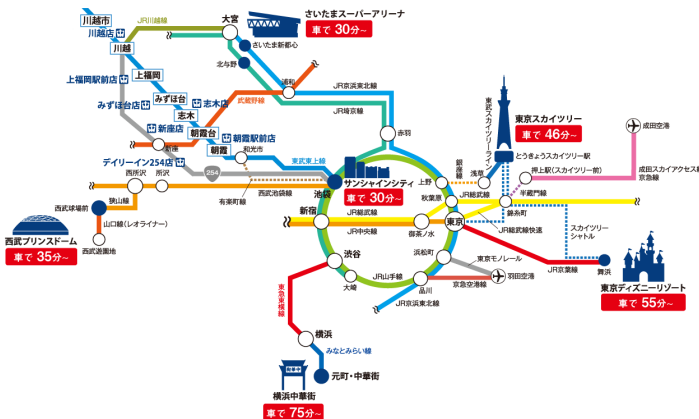 川越市
川越店
川越
JR川越線
大宮
さいたまスーパーアリーナ
車で 30分~
さいたま新都心
北与野
浦和
JR京浜東北線
JR埼京線
武蔵野線
赤羽
上福岡駅前店
上福岡
みずほ台店
みずほ台
志木店
志木
新座店
新座
朝霞台
朝霞駅前店
朝霞
和光市
デイリーイン254店
254
東武東上線
有楽町線
西武池袋線
西所沢
所沢
狭山線
西武球場前
山口線(レオライナー)
西武遊園地
西武プリンスドーム
車で 35分~
サンシャインシティ
池袋
車で 30分~
新宿
JR総武線
JR中央線
御茶ノ水
渋谷
大崎
JR山手線
品川
浜松町
東京モノレール
羽田空港
京急空港線
JR京浜東北線
上野
秋葉原
東京
銀座線
浅草
JR総武線
東武スカイツリーライン
東京スカイツリー
車で 46分~
とうきょうスカイツリー駅
押上駅(スカイツリー前)
半蔵門線
錦糸町
JR総武線快速
成田空港
成田スカイアクセス
京急線
スカイツリー
シャトル
舞浜
JR京葉線
東京ディズニーリゾート
車で 55分~
東急東横線
横浜
みなとみらい線
元町・中華街
横浜中華街
車で 75分~